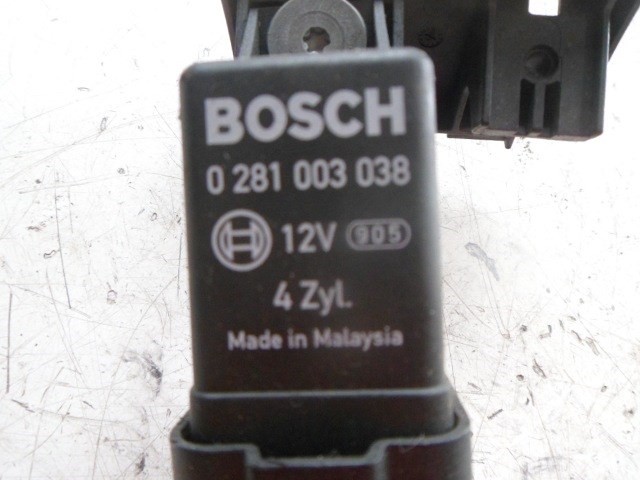 BOSCH
0 281 003 038
12V 905
4 Zyl.
Made in Malaysia